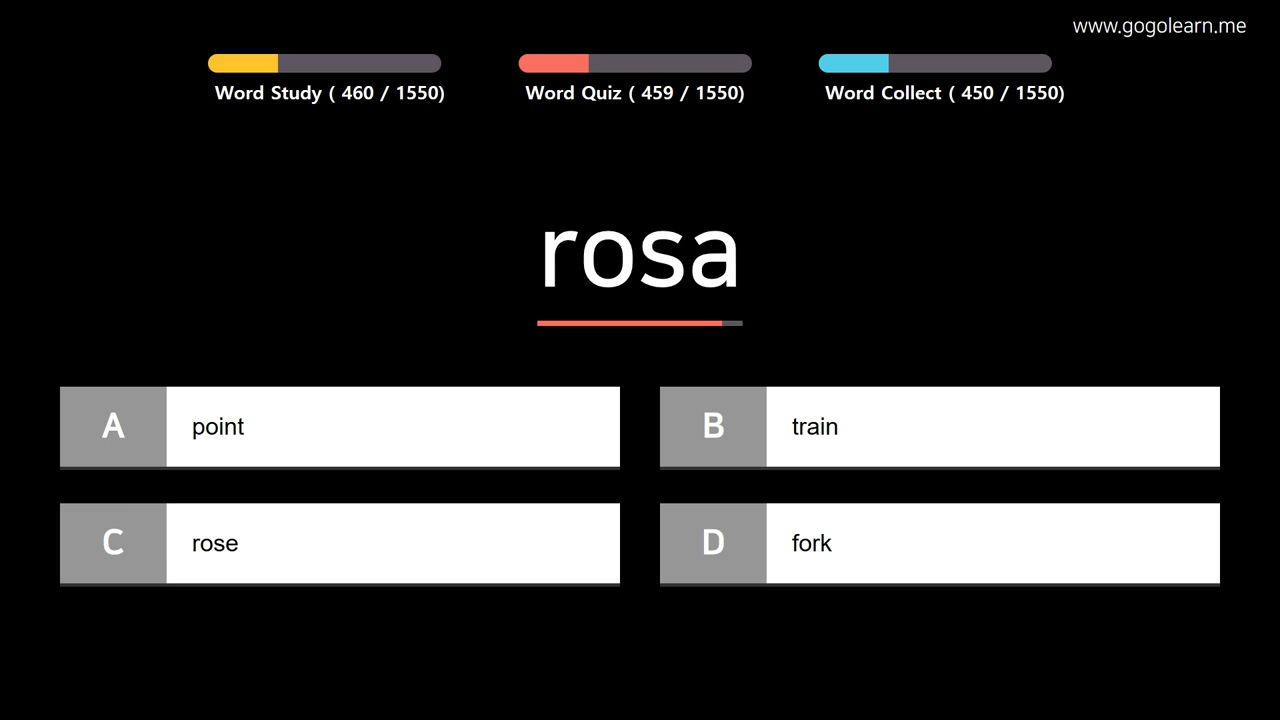 www.gogolearn.me
Word Study ( 460 / 1550)
Word Quiz ( 459 / 1550)
Word Collect ( 450 / 1550)
rosa
A point
B train
C rose
D fork